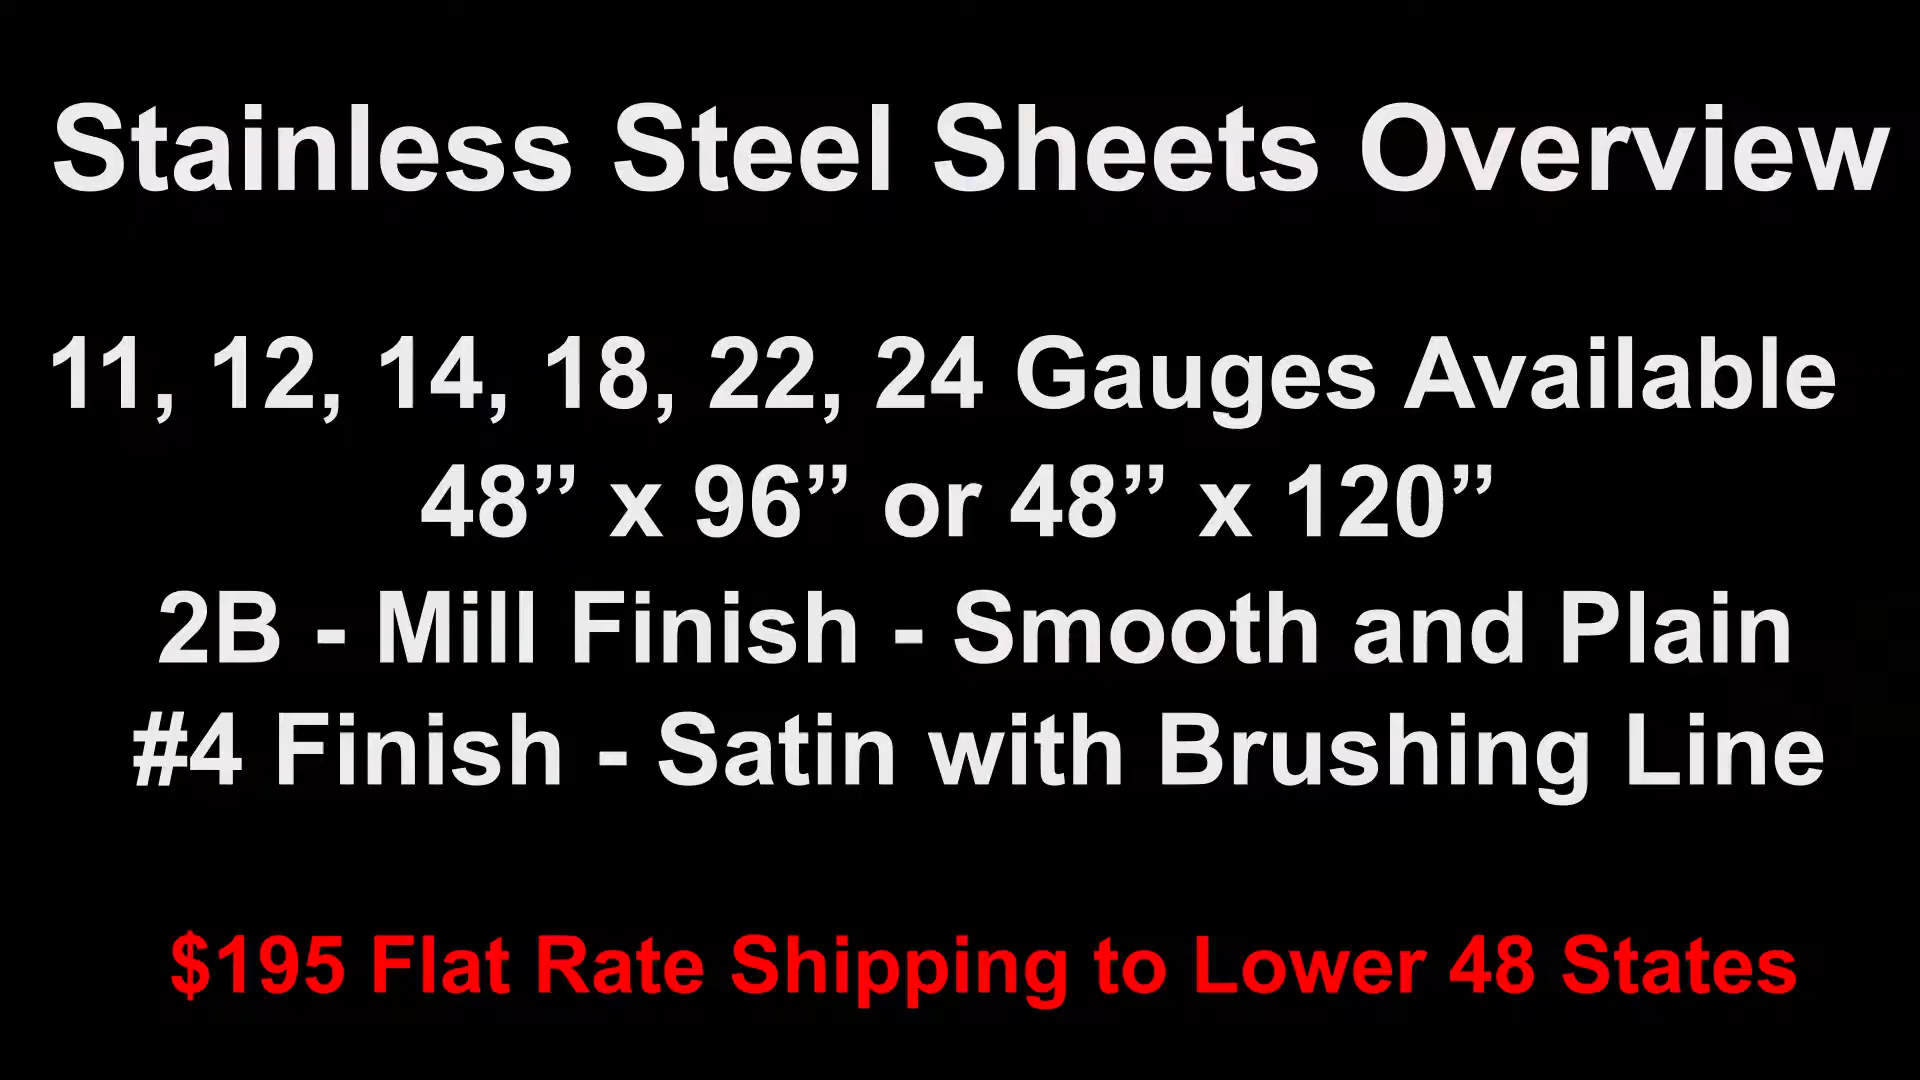 Stainless Steel Sheets Overview
11, 12, 14, 18, 22, 24 Gauges Available
48” x 96” or 48” x 120”
2B - Mill Finish - Smooth and Plain
#4 Finish - Satin with Brushing Line
$195 Flat Rate Shipping to Lower 48 States